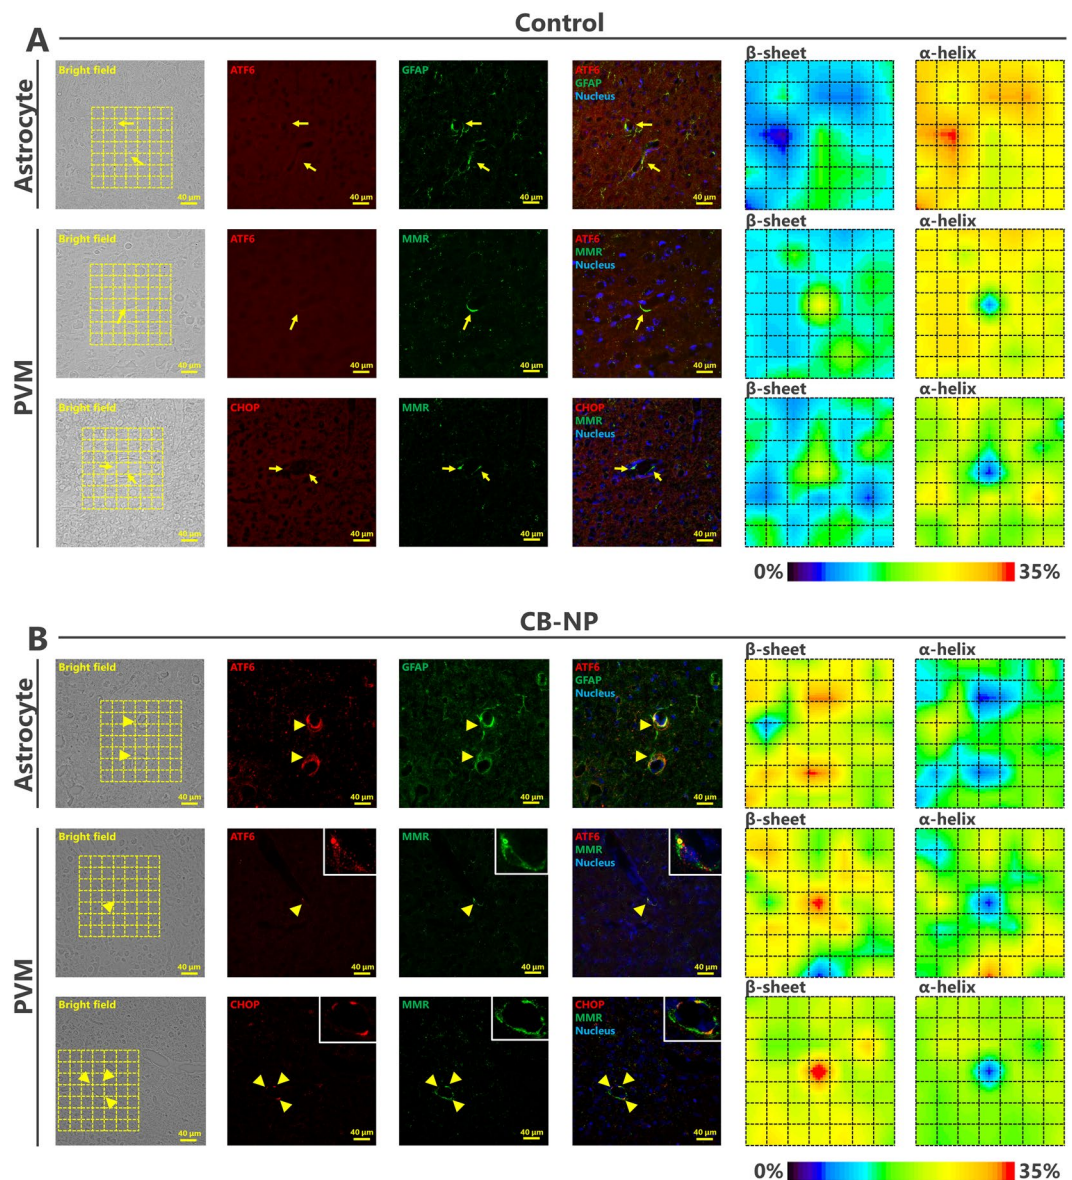 Control
A
β-sheet
α-helix
Astrocyte
Bright field
40 μm
ATF6
40 μm
GFAP
40 μm
ATF6
GFAP
Nucleus
40 μm
β-sheet
α-helix
PVM
Bright field
40 μm
ATF6
40 μm
MMR
40 μm
ATF6
MMR
Nucleus
40 μm
β-sheet
α-helix
Bright field
40 μm
CHOP
40 μm
MMR
40 μm
CHOP
MMR
Nucleus
40 μm
0%
35%
CB-NP
B
β-sheet
α-helix
Astrocyte
Bright field
40 μm
ATF6
40 μm
GFAP
40 μm
ATF6
GFAP
Nucleus
40 μm
β-sheet
α-helix
PVM
Bright field
40 μm
ATF6
40 μm
MMR
40 μm
ATF6
MMR
Nucleus
40 μm
β-sheet
α-helix
Bright field
40 μm
CHOP
40 μm
MMR
40 μm
CHOP
MMR
Nucleus
40 μm
0%
35%